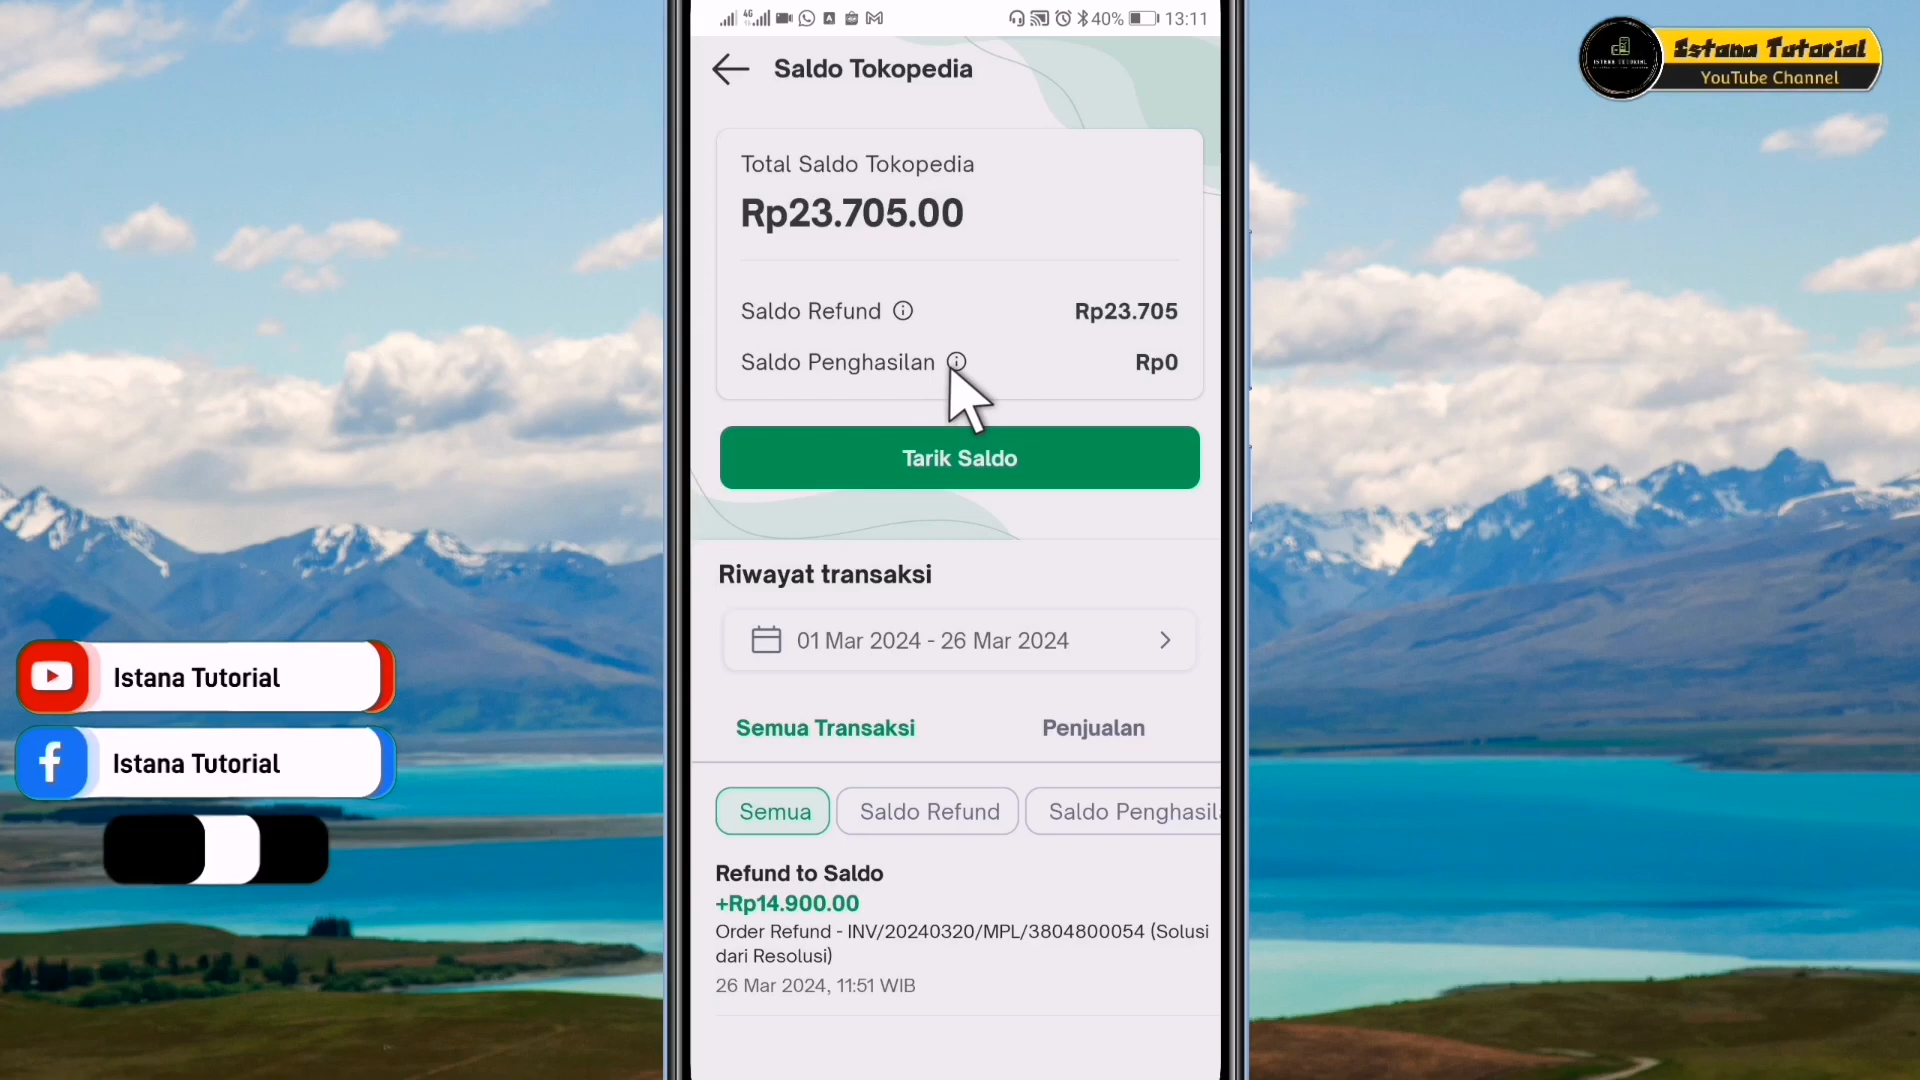 40% 13:11
Saldo Tokopedia
Total Saldo Tokopedia
Rp23.705.00
Saldo Refund Rp23.705
Saldo Penghasilan Rp0
Tarik Saldo
Riwayat transaksi
01 Mar 2024 - 26 Mar 2024
Semua Transaksi Penjualan
Semua Saldo Refund Saldo Penghasil
Refund to Saldo
+Rp14.900.00
Order Refund - INV/20240320/MPL/3804800054 (Solusi
dari Resolusi)
26 Mar 2024, 11:51 WIB
Istana Tutorial
YouTube Channel
ISTANA TUTORIAL
Istana Tutorial
Istana Tutorial